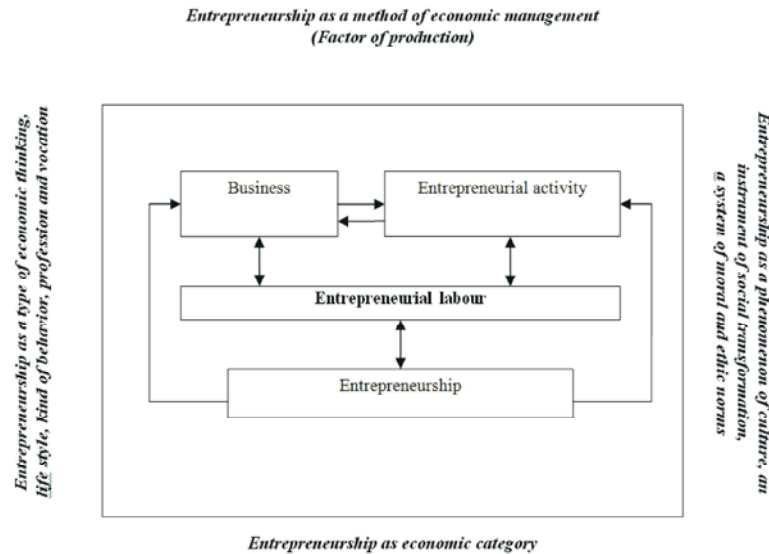 Entrepreneurship as a method of economic management
(Factor of production)
Entrepreneurship as a type of economic thinking,
life style, kind of behavior, profession and vocation
Business
Entrepreneurial activity
Entrepreneurial labour
Entrepreneurship
Entrepreneurship as a phenomenon of culture, an
instrument of social transformation,
a system of moral and ethic norms
Entrepreneurship as economic category